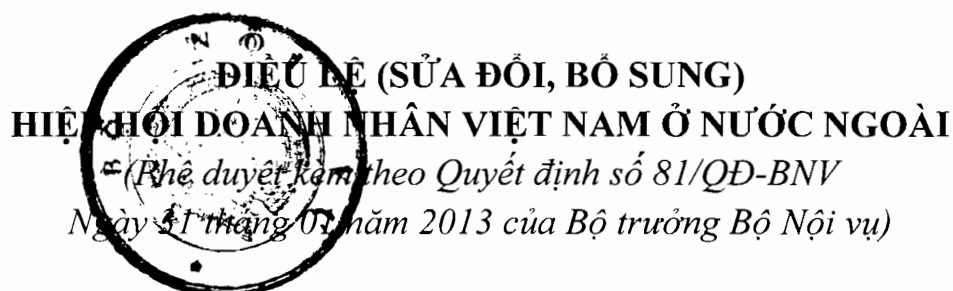 ĐIỀU LỆ (SỬA ĐỔI, BỔ SUNG)
HIỆP HỘI DOANH NHÂN VIỆT NAM Ở NƯỚC NGOÀI
(Phê duyệt kèm theo Quyết định số 81/QĐ-BNV
Ngày 31 tháng 01 năm 2013 của Bộ trưởng Bộ Nội vụ)